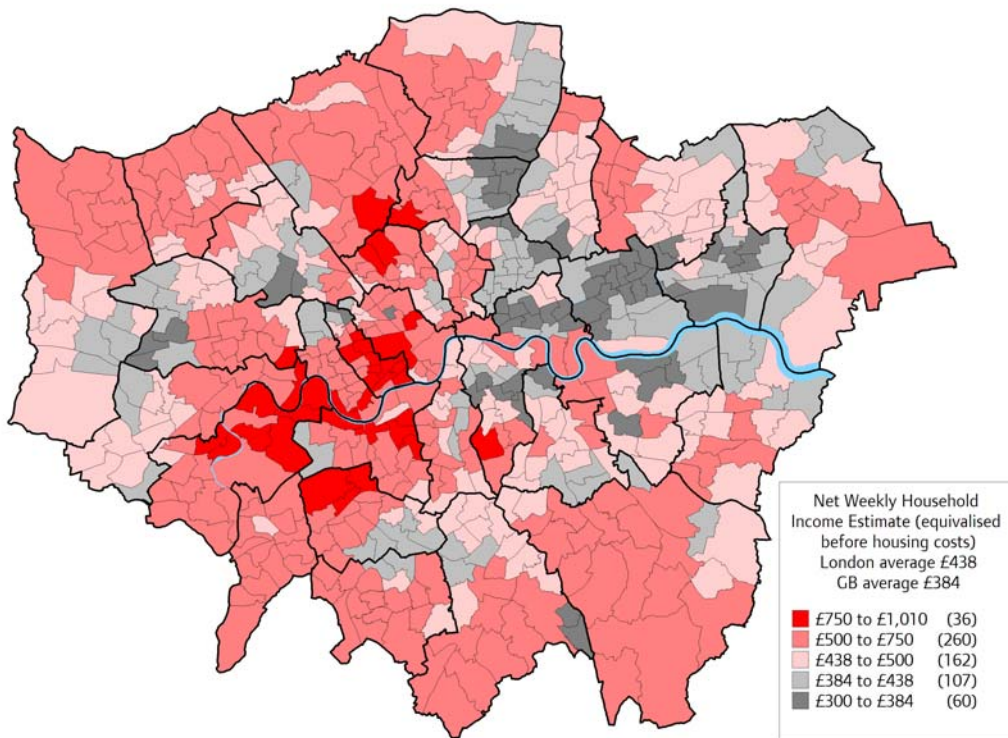 Net Weekly Household
Income Estimate (equivalised
before housing costs)
London average £438
GB average £384
£750 to £1,010 (36)
£500 to £750 (260)
£438 to £500 (162)
£384 to £438 (107)
£300 to £384 (60)